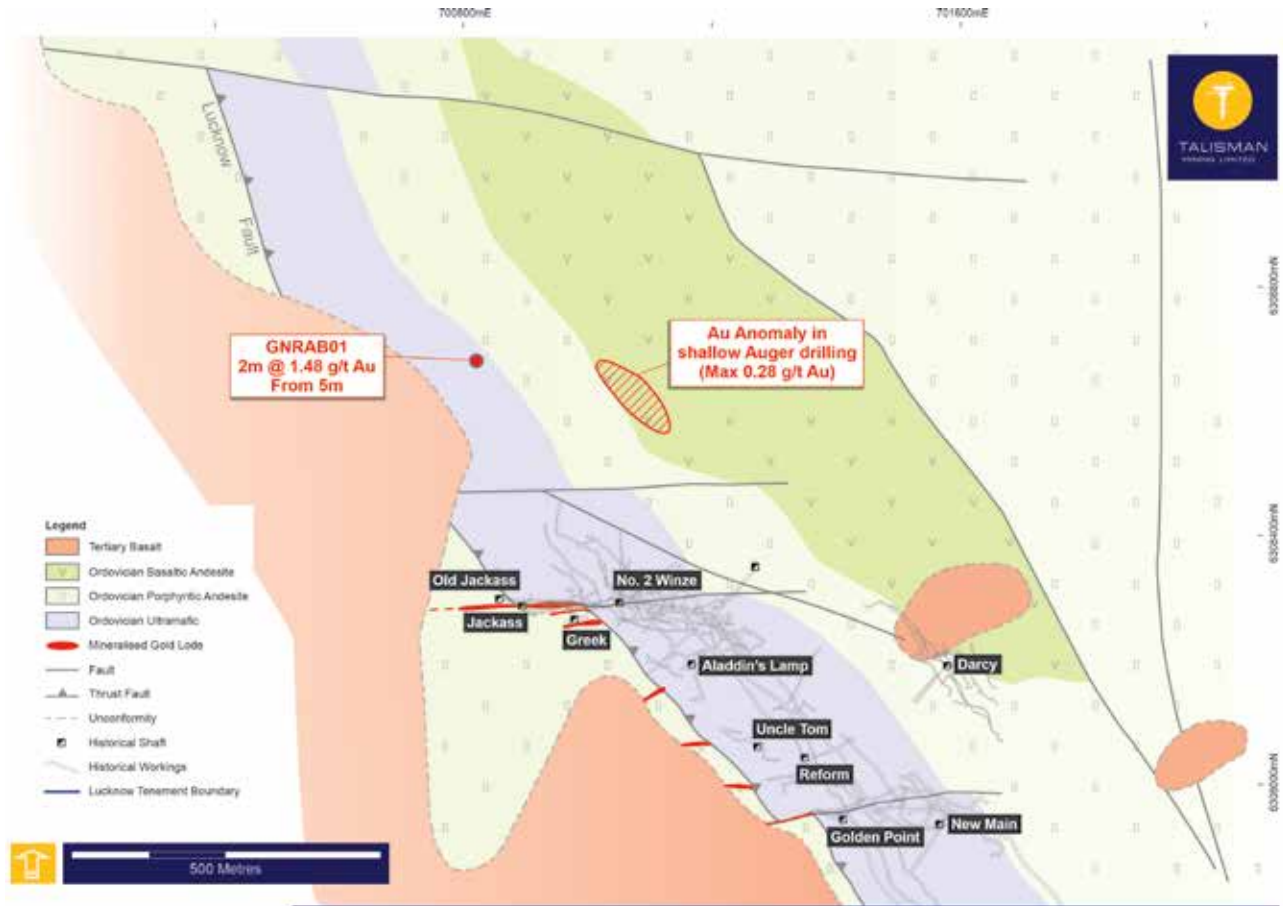 700800mE
701600mE
TALISMAN
MINING LIMITED
Lucknow
Fault
6308800mN
GNRAB01
2m @ 1.48 g/t Au
From 5m
Au Anomaly in
shallow Auger drilling
(Max 0.28 g/t Au)
6308400mN
Legend
Tertiary Basalt
V Ordovician Basaltic Andesite
Ordovician Porphyritic Andesite
Ordovician Ultramafic
Mineralised Gold Lode
Fault
Thrust Fault
Unconformity
Historical Shaft
Historical Workings
Lucknow Tenement Boundary
Old Jackass
No. 2 Winze
Jackass
Greek
Aladdin's Lamp
Darcy
Uncle Tom
Reform
6308000mN
Golden Point
New Main
500 Metres